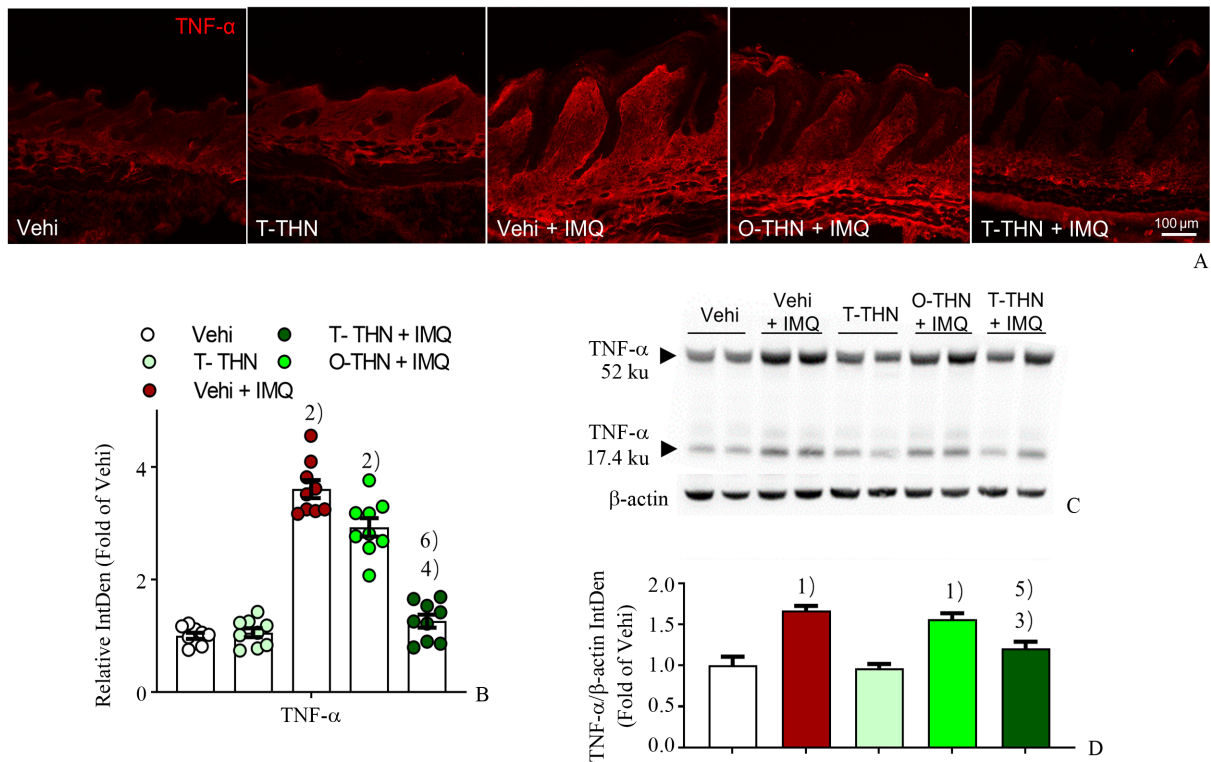 TNF-α
Vehi
T-THN
Vehi + IMQ
O-THN + IMQ
T-THN + IMQ
100 μm
A
Vehi
T- THN + IMQ
T- THN
O-THN + IMQ
Vehi + IMQ
Relative IntDen (Fold of Vehi)
4
2
0
2)
2)
6)
4)
TNF-α
B
Vehi
Vehi
+ IMQ
T-THN
O-THN
+ IMQ
T-THN
+ IMQ
TNF-α
52 ku
TNF-α
17.4 ku
β-actin
C
TNF-α/β-actin IntDen
(Fold of Vehi)
2.0
1.5
1.0
0.5
0.0
1)
1)
5)
3)
D